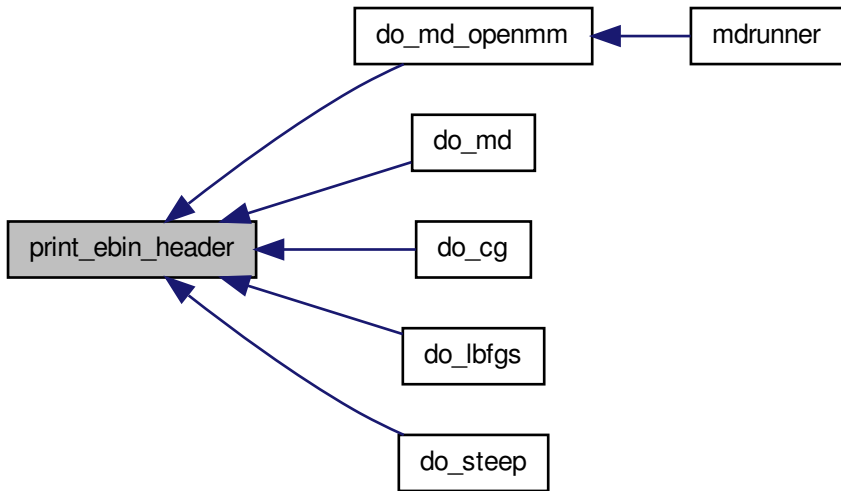 do_md_openmm
mdrunner
do_md
print_ebin_header
do_cg
do_lbfgs
do_steep